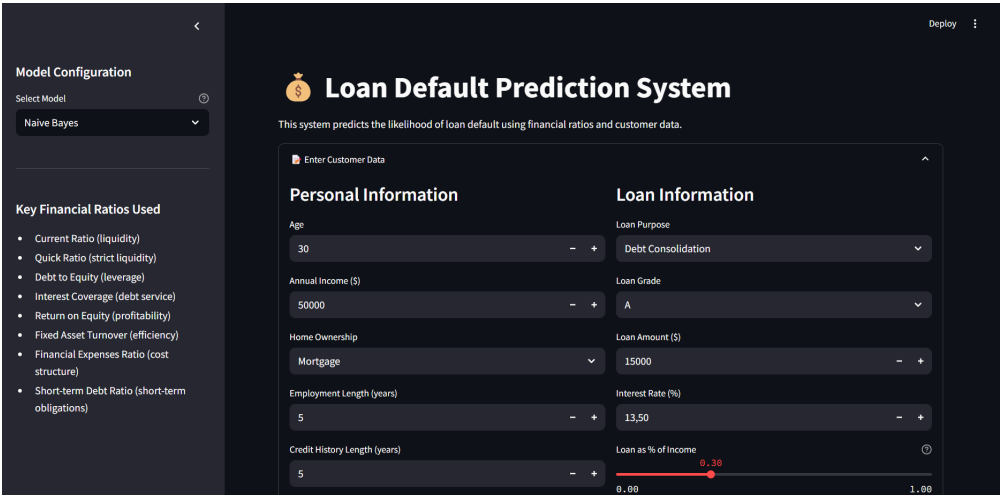 Deploy
Model Configuration
Select Model
Naive Bayes
Key Financial Ratios Used
Current Ratio (liquidity)
Quick Ratio (strict liquidity)
Debt to Equity (leverage)
Interest Coverage (debt service)
Return on Equity (profitability)
Fixed Asset Turnover (efficiency)
Financial Expenses Ratio (cost
structure)
Short-term Debt Ratio (short-term
obligations)
Loan Default Prediction System
This system predicts the likelihood of loan default using financial ratios and customer data.
Enter Customer Data
Personal Information
Age
30
Annual Income ($)
50000
Home Ownership
Mortgage
Employment Length (years)
5
Credit History Length (years)
5
Loan Information
Loan Purpose
Debt Consolidation
Loan Grade
A
Loan Amount ($)
15000
Interest Rate (%)
13,50
Loan as % of Income
0.30
0.00 1.00